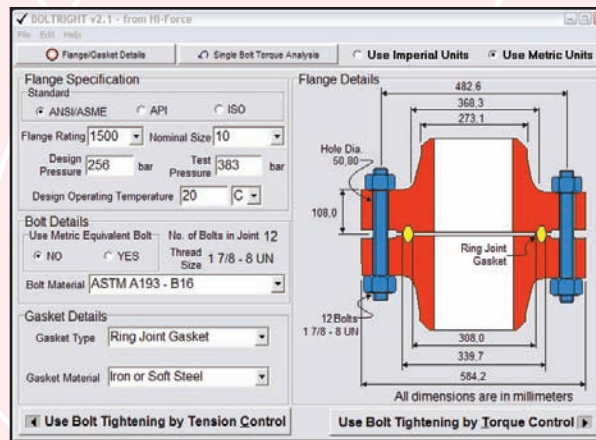 BOLTRIGHT v2.1 - from Hi-Force
File Edit Help
Flange/Gasket Details
Single Bolt Torque Analysis
Use Imperial Units
Use Metric Units
Flange Specification
Standard
ANSI/ASME
API
ISO
Flange Rating 1500 Nominal Size 10
Design Pressure 256 bar Test Pressure 383 bar
Design Operating Temperature 20 C
Bolt Details
Use Metric Equivalent Bolt No. of Bolts in Joint 12
NO YES Thread Size 1 7/8 - 8 UN
Bolt Material ASTM A193 - B16
Gasket Details
Gasket Type Ring Joint Gasket
Gasket Material Iron or Soft Steel
Use Bolt Tightening by Tension Control
Flange Details
482,6
368,3
273,1
Hole Dia.
50,80
108,0
Ring Joint
Gasket
12 Bolts
1 7/8 - 8 UN
308,0
339,7
584,2
All dimensions are in millimeters
Use Bolt Tightening by Torque Control